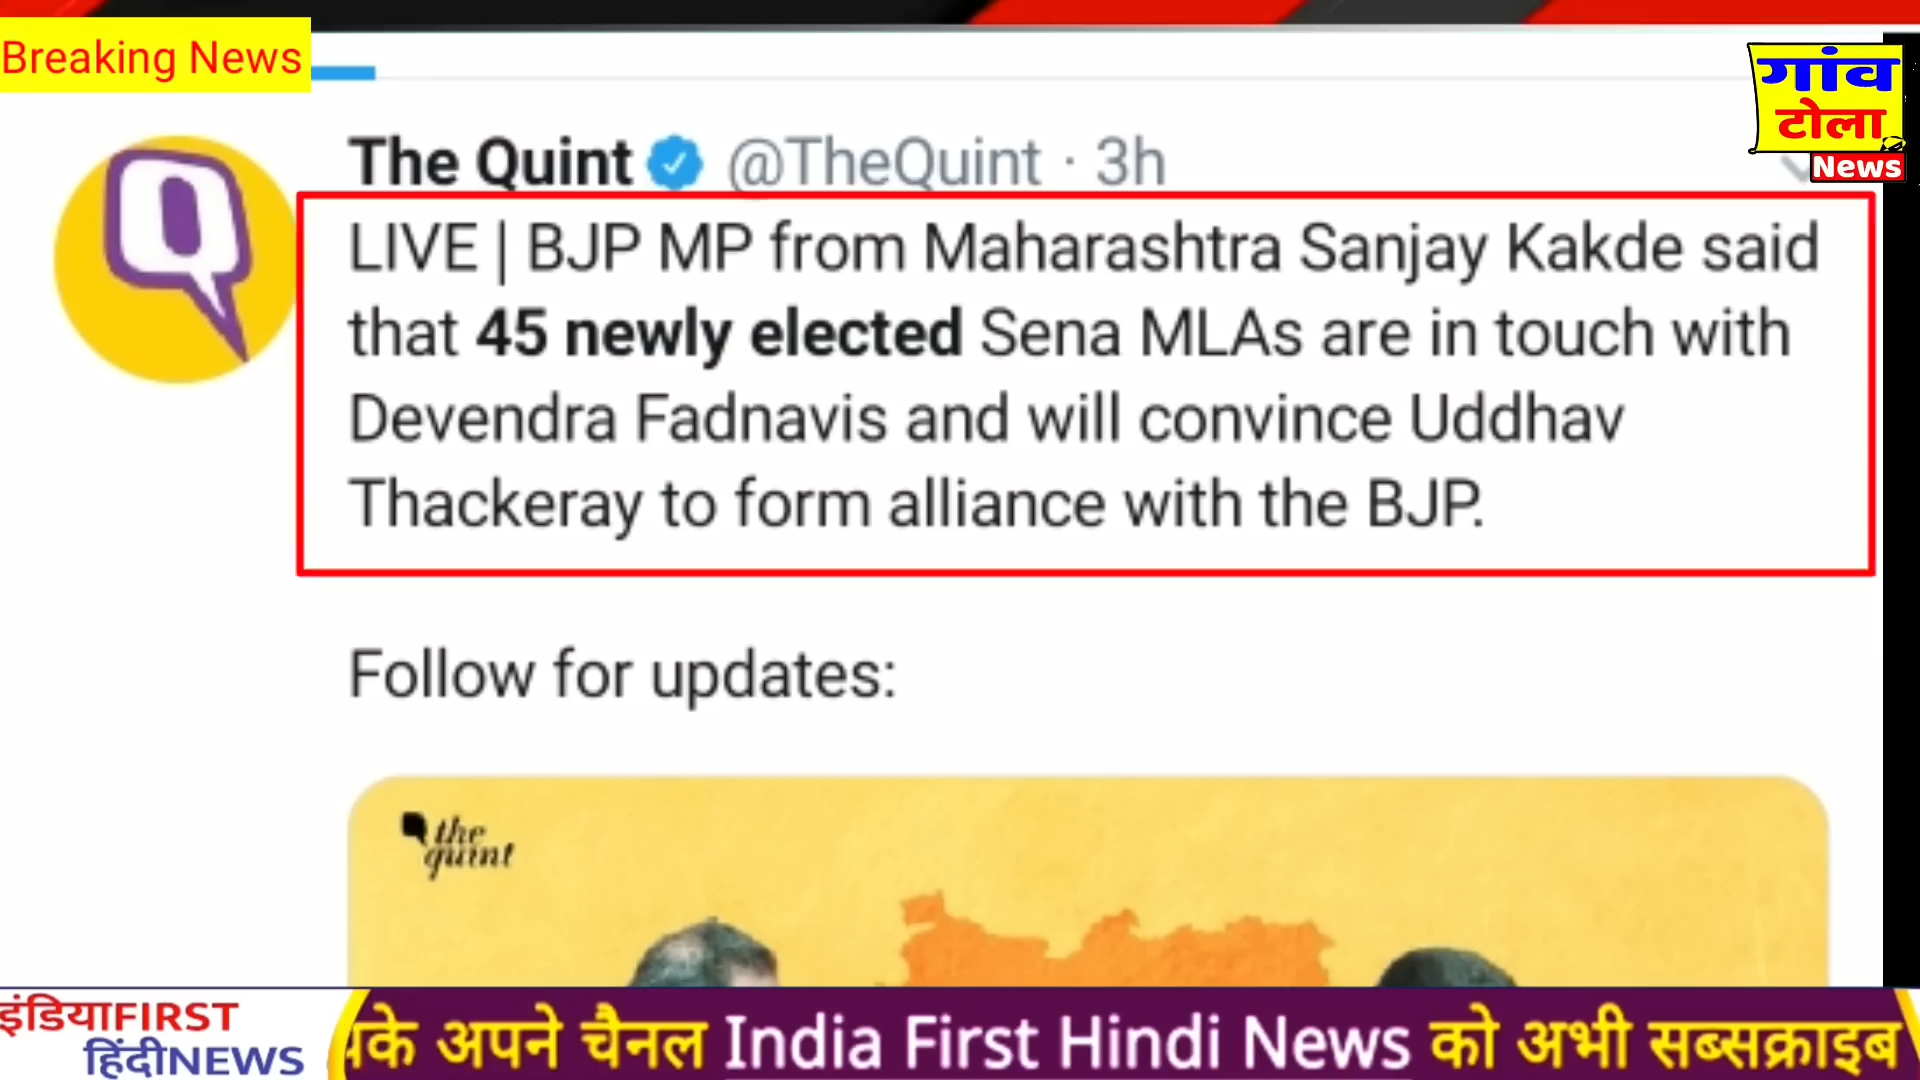 Breaking News
गांव
टोला
News
The Quint @TheQuint · 3h
LIVE | BJP MP from Maharashtra Sanjay Kakde said
that 45 newly elected Sena MLAs are in touch with
Devendra Fadnavis and will convince Uddhav
Thackeray to form alliance with the BJP.
Follow for updates:
the
quint
इंडियाFIRST
हिंदीNEWS
अपने चैनल India First Hindi News को अभी सब्सक्राइब